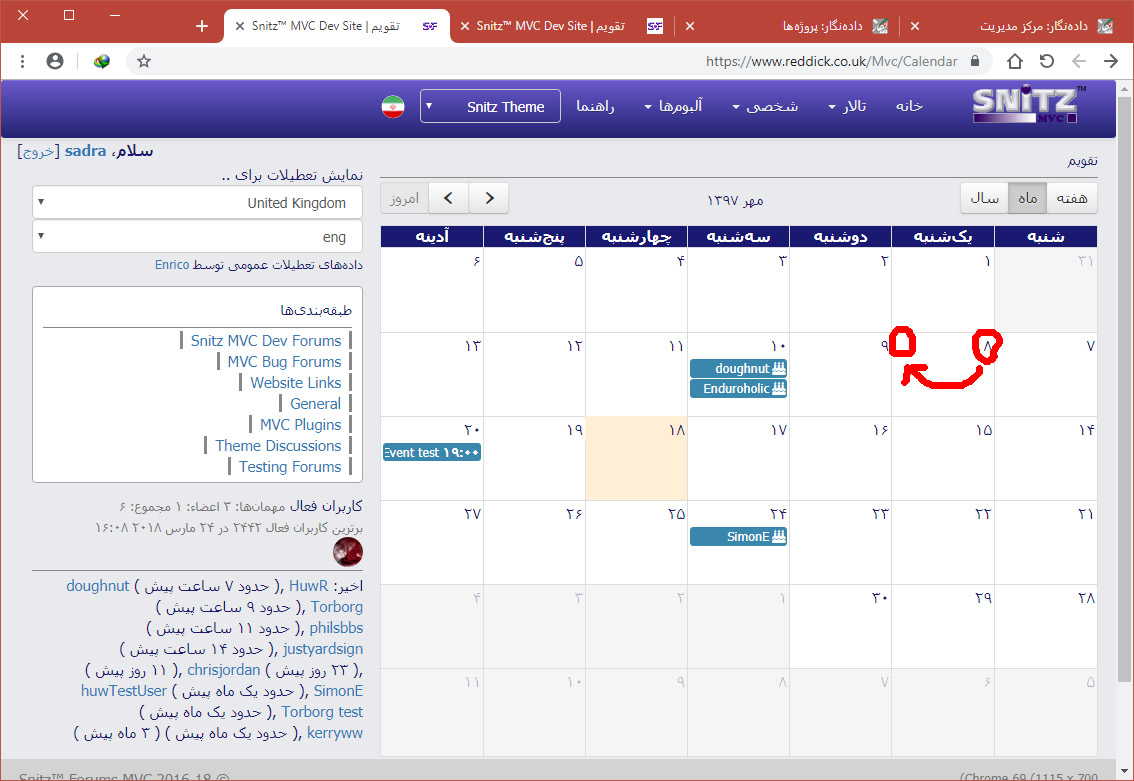 داده‌نگار: مرکز مدیریت
داده‌نگار: پروژه‌ها
تقویم | Snitz™ MVC Dev Site
تقویم | Snitz™ MVC Dev Site
https://www.reddick.co.uk/Mvc/Calendar
SNITZ™ MVC
خانه
تالار
شخصی
آلبوم‌ها
راهنما
Snitz Theme
تقویم
هفته ماه سال
مهر ۱۳۹۷
امروز
شنبه یک‌شنبه دوشنبه سه‌شنبه چهارشنبه پنج‌شنبه آدینه
۳۱ ۱ ۲ ۳ ۴ ۵ ۶
۷ ۸ ۹ ۱۰ ۱۱ ۱۲ ۱۳
doughnut
Enduroholic
۱۴ ۱۵ ۱۶ ۱۷ ۱۸ ۱۹ ۲۰
۱۹:۰۰ Event test
۲۱ ۲۲ ۲۳ ۲۴ ۲۵ ۲۶ ۲۷
SimonE
۲۸ ۲۹ ۳۰ ۱ ۲ ۳ ۴
۵ ۶ ۷ ۸ ۹ ۱۰ ۱۱
سلام، sadra [خروج]
نمایش تعطیلات برای ..
United Kingdom
eng
داده‌های تعطیلات عمومی توسط Enrico
طبقه‌بندی‌ها
Snitz MVC Dev Forums
MVC Bug Forums
Website Links
General
MVC Plugins
Theme Discussions
Testing Forums
کاربران فعال مهمان‌ها: ۳ اعضاء: ۱ مجموع: ۶
برترین کاربران فعال ۲۴۴۲ در ۲۴ مارس ۲۰۱۸ ۱۶:۰۸
اخیر: HuwR ,( حدود ۷ ساعت پیش ) doughnut
Torborg ,( حدود ۹ ساعت پیش )
philsbbs ,( حدود ۱۱ ساعت پیش )
justyardsign ,( حدود ۱۴ ساعت پیش )
,( ۲۳ روز پیش ) chrisjordan ,( ۱۱ روز پیش )
SimonE ,( حدود یک ماه پیش ) huwTestUser
Torborg test ,( حدود یک ماه پیش )
kerryww ,( حدود یک ماه پیش ) ( ۳ ماه پیش )
Snitz™ Forums MVC 2016-18 ©
(Chrome 69 (1115 x 700